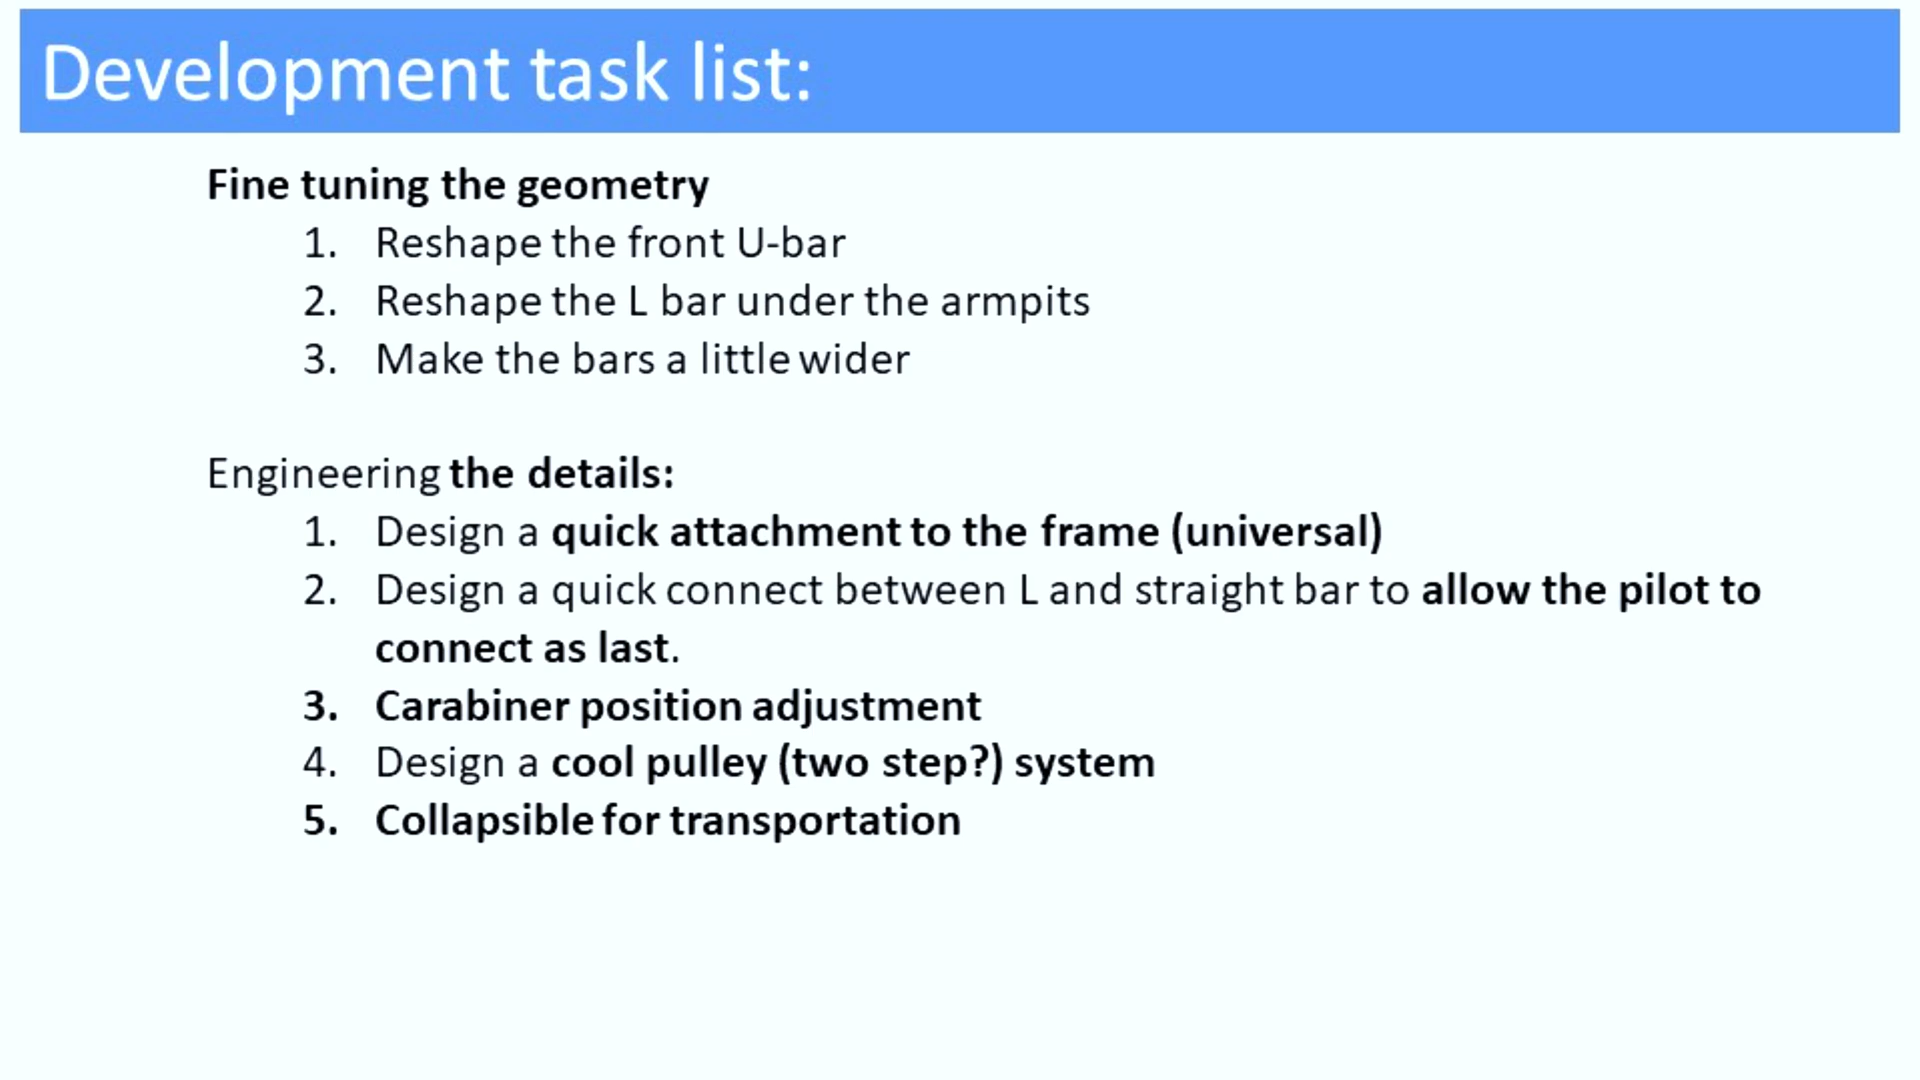 Development task list:
Fine tuning the geometry
1. Reshape the front U-bar
2. Reshape the L bar under the armpits
3. Make the bars a little wider
Engineering the details:
1. Design a quick attachment to the frame (universal)
2. Design a quick connect between L and straight bar to allow the pilot to
connect as last.
3. Carabiner position adjustment
4. Design a cool pulley (two step?) system
5. Collapsible for transportation